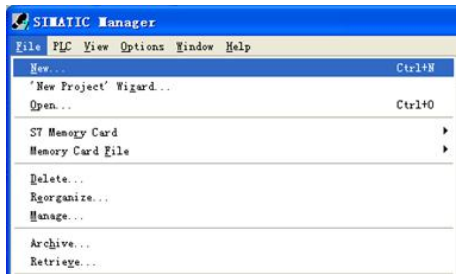 SIMATIC Manager
File PLC View Options Window Help
New... Ctrl+N
'New Project' Wizard...
Open... Ctrl+O
S7 Memory Card
Memory Card File
Delete...
Reorganize...
Manage...
Archive...
Retrieve...